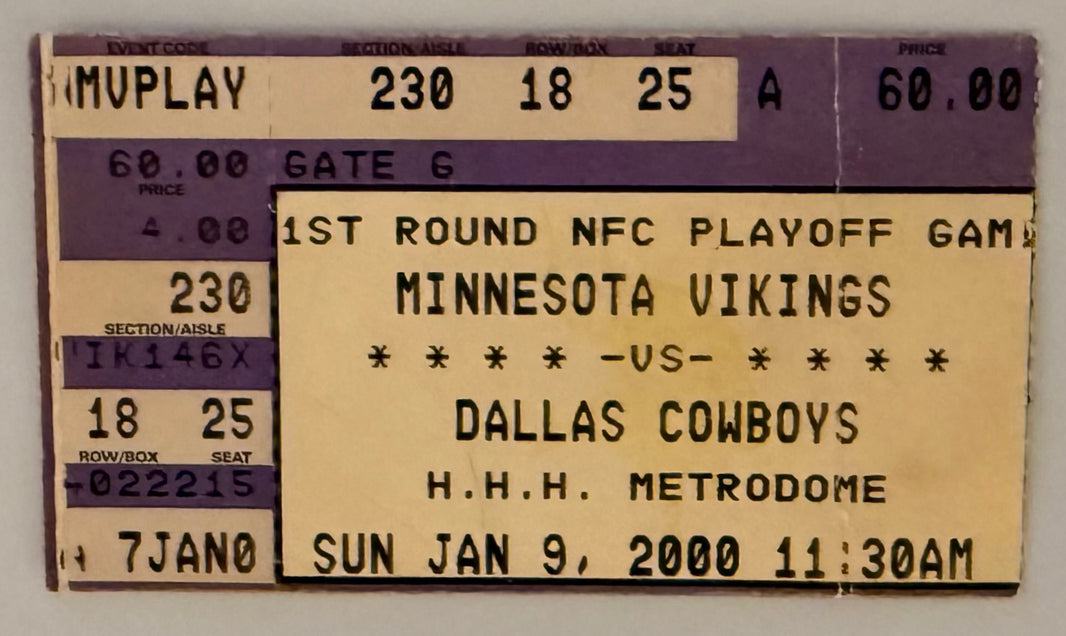 EVENT CODE SECTION/AISLE ROW/BOX SEAT PRICE
MVPLAY 230 18 25 A 60.00
60.00 GATE 6
PRICE
4.00
1ST ROUND NFC PLAYOFF GAM
230
MINNESOTA VIKINGS
SECTION/AISLE
IK146X
* * * * -VS- * * * *
18 25
DALLAS COWBOYS
ROW/BOX SEAT
-022215
H.H.H. METRODOME
7JAN0
SUN JAN 9, 2000 11:30AM